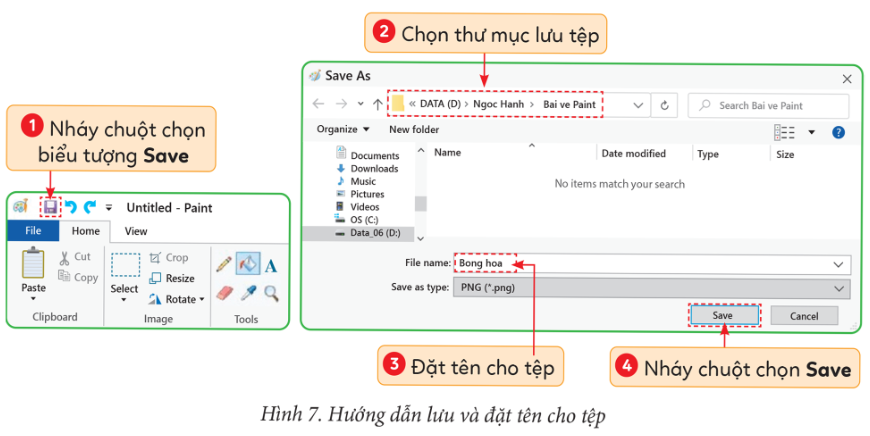 2 Chọn thư mục lưu tệp
1 Nháy chuột chọn
biểu tượng Save
Untitled - Paint
File Home View
Paste
Cut
Copy
Clipboard
Select
Crop
Resize
Rotate
Image
A
Tools
Save As
« DATA (D) › Ngoc Hanh › Bai ve Paint
Search Bai ve Paint
Organize New folder
?
Documents
Downloads
Music
Pictures
Videos
OS (C:)
Data_06 (D:)
Name Date modified Type Size
No items match your search
File name: Bong hoa
Save as type: PNG (*.png)
Save Cancel
3 Đặt tên cho tệp
4 Nháy chuột chọn Save
Hình 7. Hướng dẫn lưu và đặt tên cho tệp